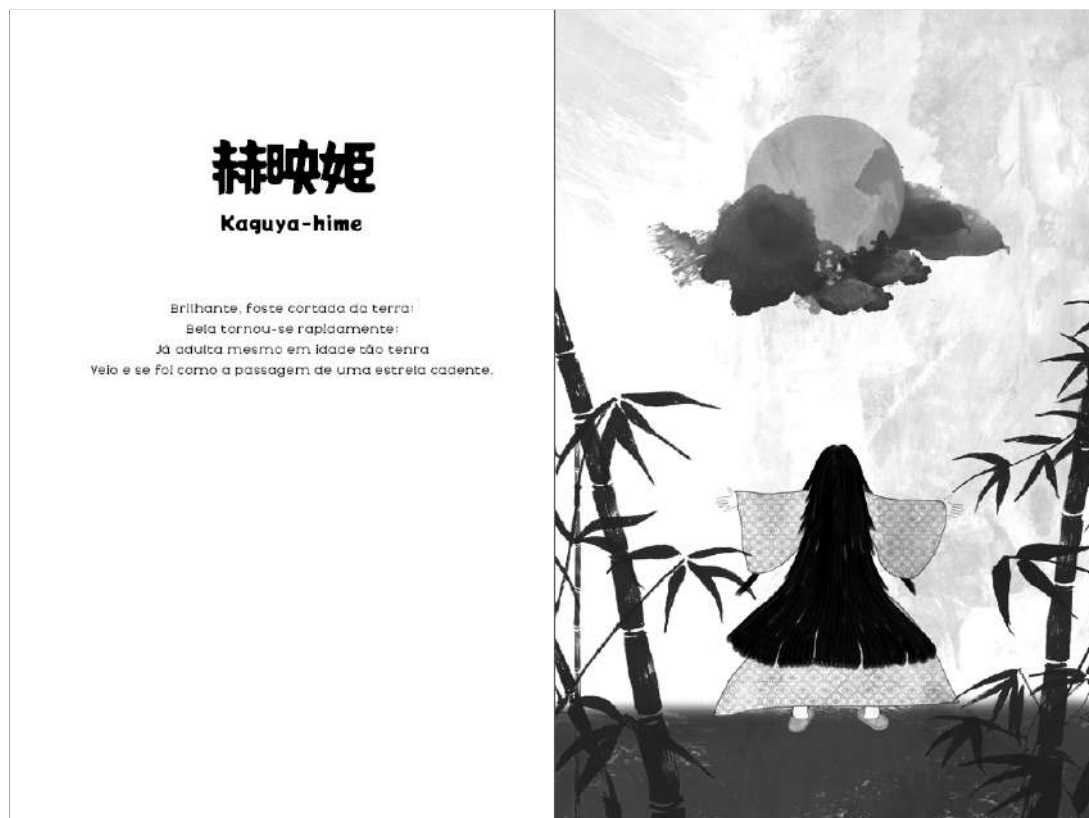 赫映姫
Kaguya-hime
Brilhante, foste cortada da terra;
Bela tornou-se rapidamente;
Já adulta mesmo em idade tão tenra
Veio e se foi como a passagem de uma estrela cadente.